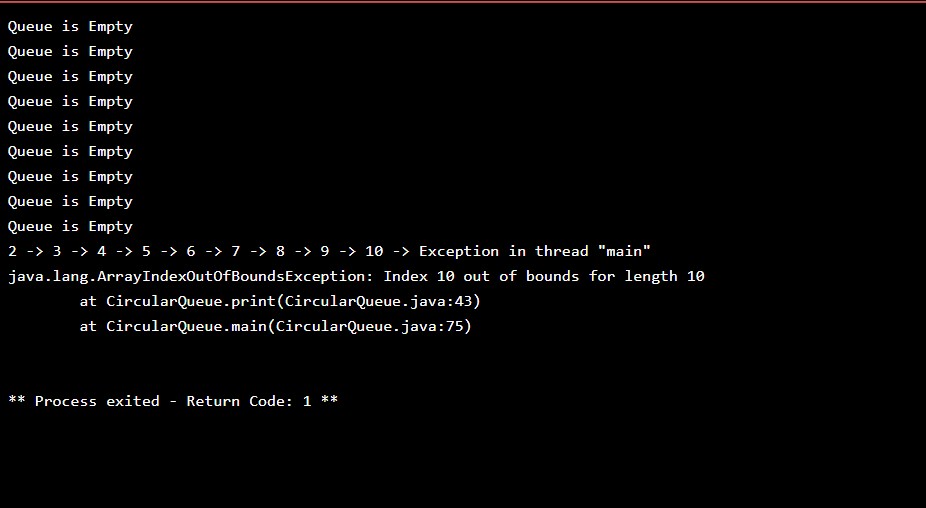 Queue is Empty
Queue is Empty
Queue is Empty
Queue is Empty
Queue is Empty
Queue is Empty
Queue is Empty
Queue is Empty
Queue is Empty
2 -> 3 -> 4 -> 5 -> 6 -> 7 -> 8 -> 9 -> 10 -> Exception in thread "main"
java.lang.ArrayIndexOutOfBoundsException: Index 10 out of bounds for length 10
        at CircularQueue.print(CircularQueue.java:43)
        at CircularQueue.main(CircularQueue.java:75)
** Process exited - Return Code: 1 **